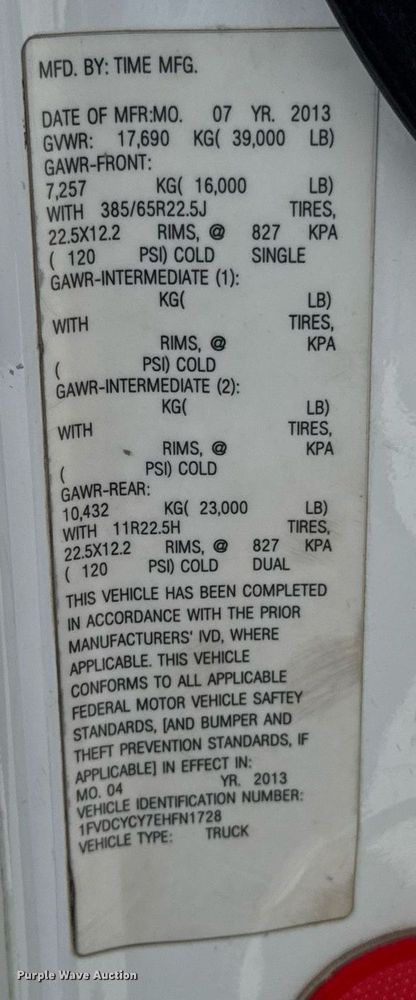 MFD. BY: TIME MFG.
DATE OF MFR:MO. 07 YR. 2013
GVWR: 17,690 KG( 39,000 LB)
GAWR-FRONT:
7,257 KG( 16,000 LB)
WITH 385/65R22.5J TIRES,
22.5X12.2 RIMS, @ 827 KPA
( 120 PSI) COLD SINGLE
GAWR-INTERMEDIATE (1):
KG( LB)
WITH TIRES,
RIMS, @ KPA
( PSI) COLD
GAWR-INTERMEDIATE (2):
KG( LB)
WITH TIRES,
RIMS, @ KPA
( PSI) COLD
GAWR-REAR:
10,432 KG( 23,000 LB)
WITH 11R22.5H TIRES,
22.5X12.2 RIMS, @ 827 KPA
( 120 PSI) COLD DUAL
THIS VEHICLE HAS BEEN COMPLETED
IN ACCORDANCE WITH THE PRIOR
MANUFACTURERS' IVD, WHERE
APPLICABLE. THIS VEHICLE
CONFORMS TO ALL APPLICABLE
FEDERAL MOTOR VEHICLE SAFTEY
STANDARDS, [AND BUMPER AND
THEFT PREVENTION STANDARDS, IF
APPLICABLE] IN EFFECT IN:
MO. 04 YR. 2013
VEHICLE IDENTIFICATION NUMBER:
1FVDCYCY7EHFN1728
VEHICLE TYPE: TRUCK
Purple Wave Auction